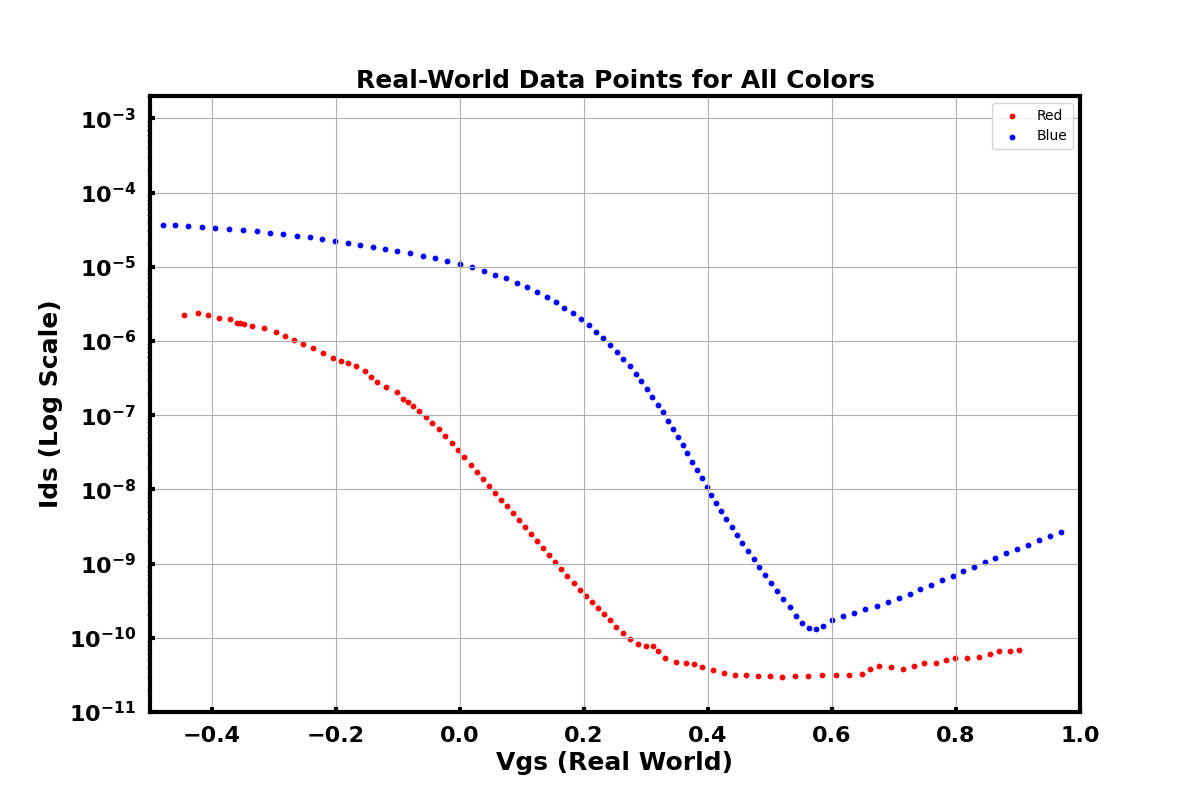 Real-World Data Points for All Colors
Red
Blue
10⁻³
10⁻⁴
10⁻⁵
10⁻⁶
10⁻⁷
10⁻⁸
10⁻⁹
10⁻¹⁰
10⁻¹¹
Ids (Log Scale)
−0.4 −0.2 0.0 0.2 0.4 0.6 0.8 1.0
Vgs (Real World)